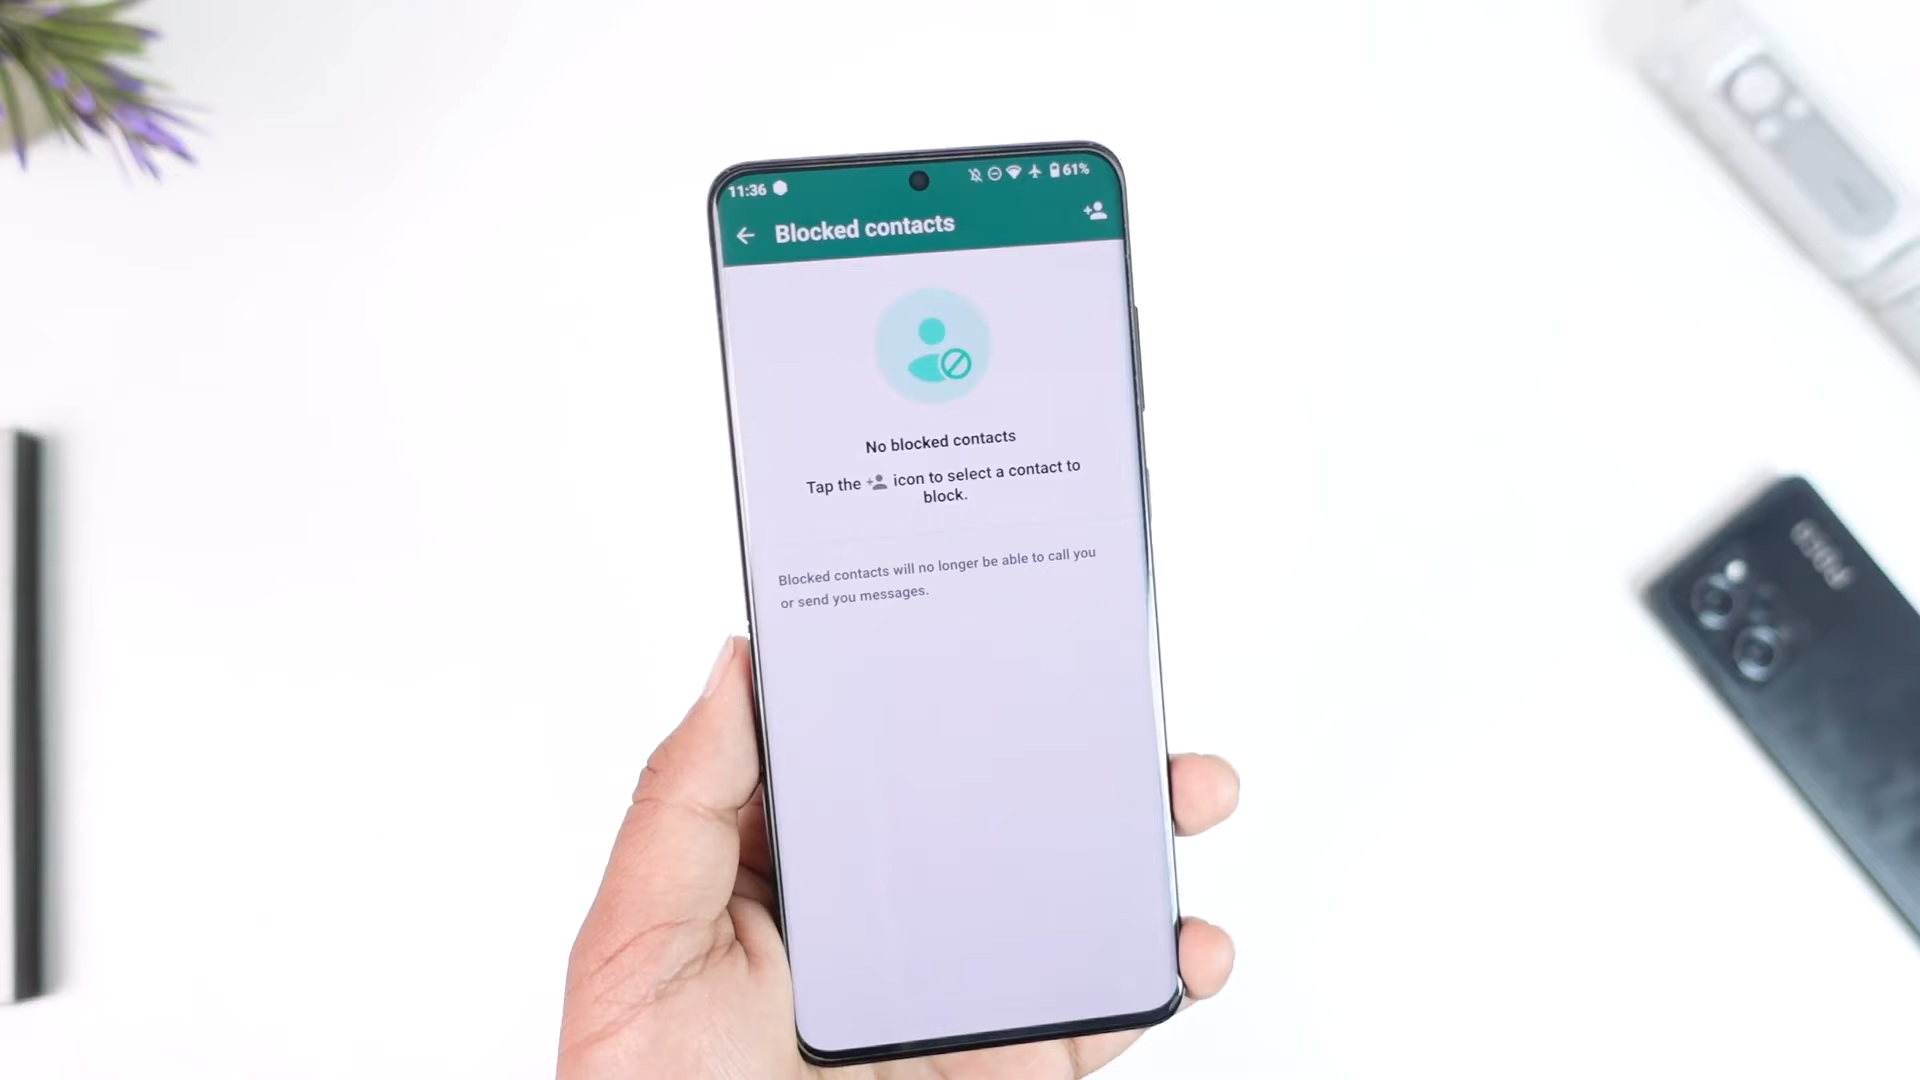 11:36
61%
Blocked contacts
No blocked contacts
Tap the icon to select a contact to
block.
Blocked contacts will no longer be able to call you
or send you messages.
POCO